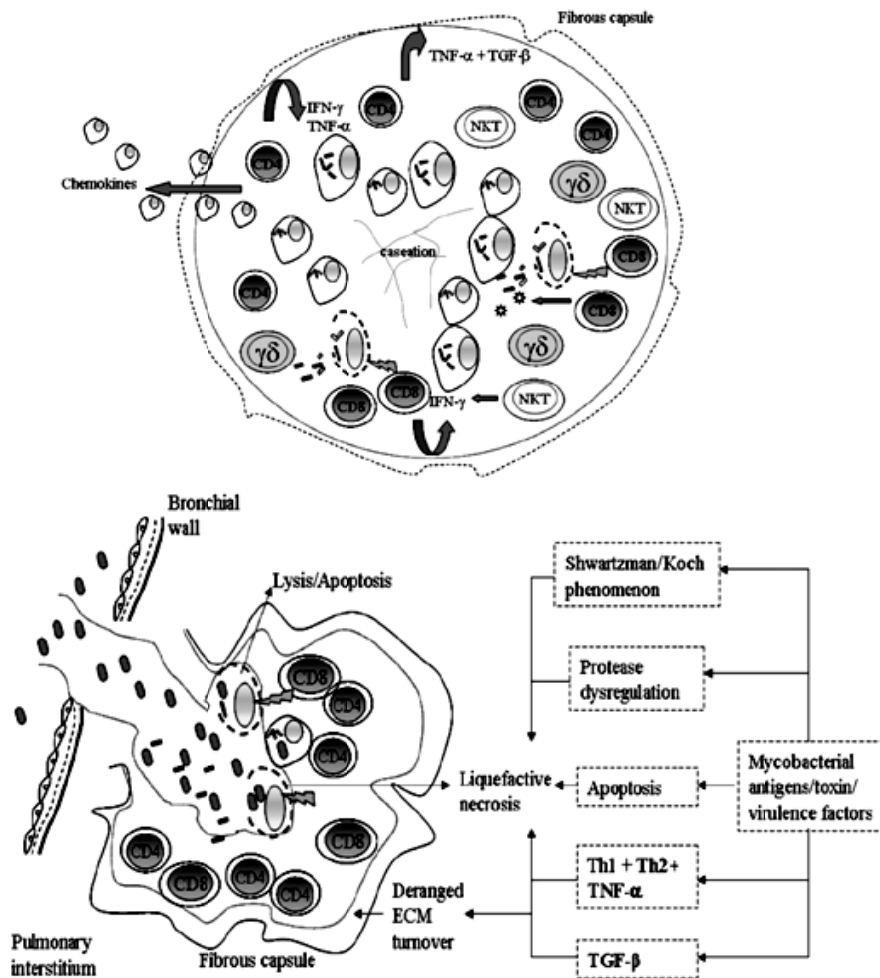 Fibrous capsule
TNF-α + TGF-β
IFN-γ
TNF-α
CD4
CD4
CD4
NKT
CD4
Chemokines
γδ
NKT
caseation
CD8
CD4
CD8
γδ
γδ
CD8
CD8
IFN-γ
NKT
Bronchial
wall
Lysis/Apoptosis
Shwartzman/Koch
phenomenon
CD8
CD4
Protease
dysregulation
CD4
Liquefactive
necrosis
Apoptosis
Mycobacterial
antigens/toxin/
virulence factors
CD4
CD8
CD4
CD4
CD8
Th1 + Th2+
TNF-α
Deranged
ECM
turnover
TGF-β
Pulmonary
interstitium
Fibrous capsule